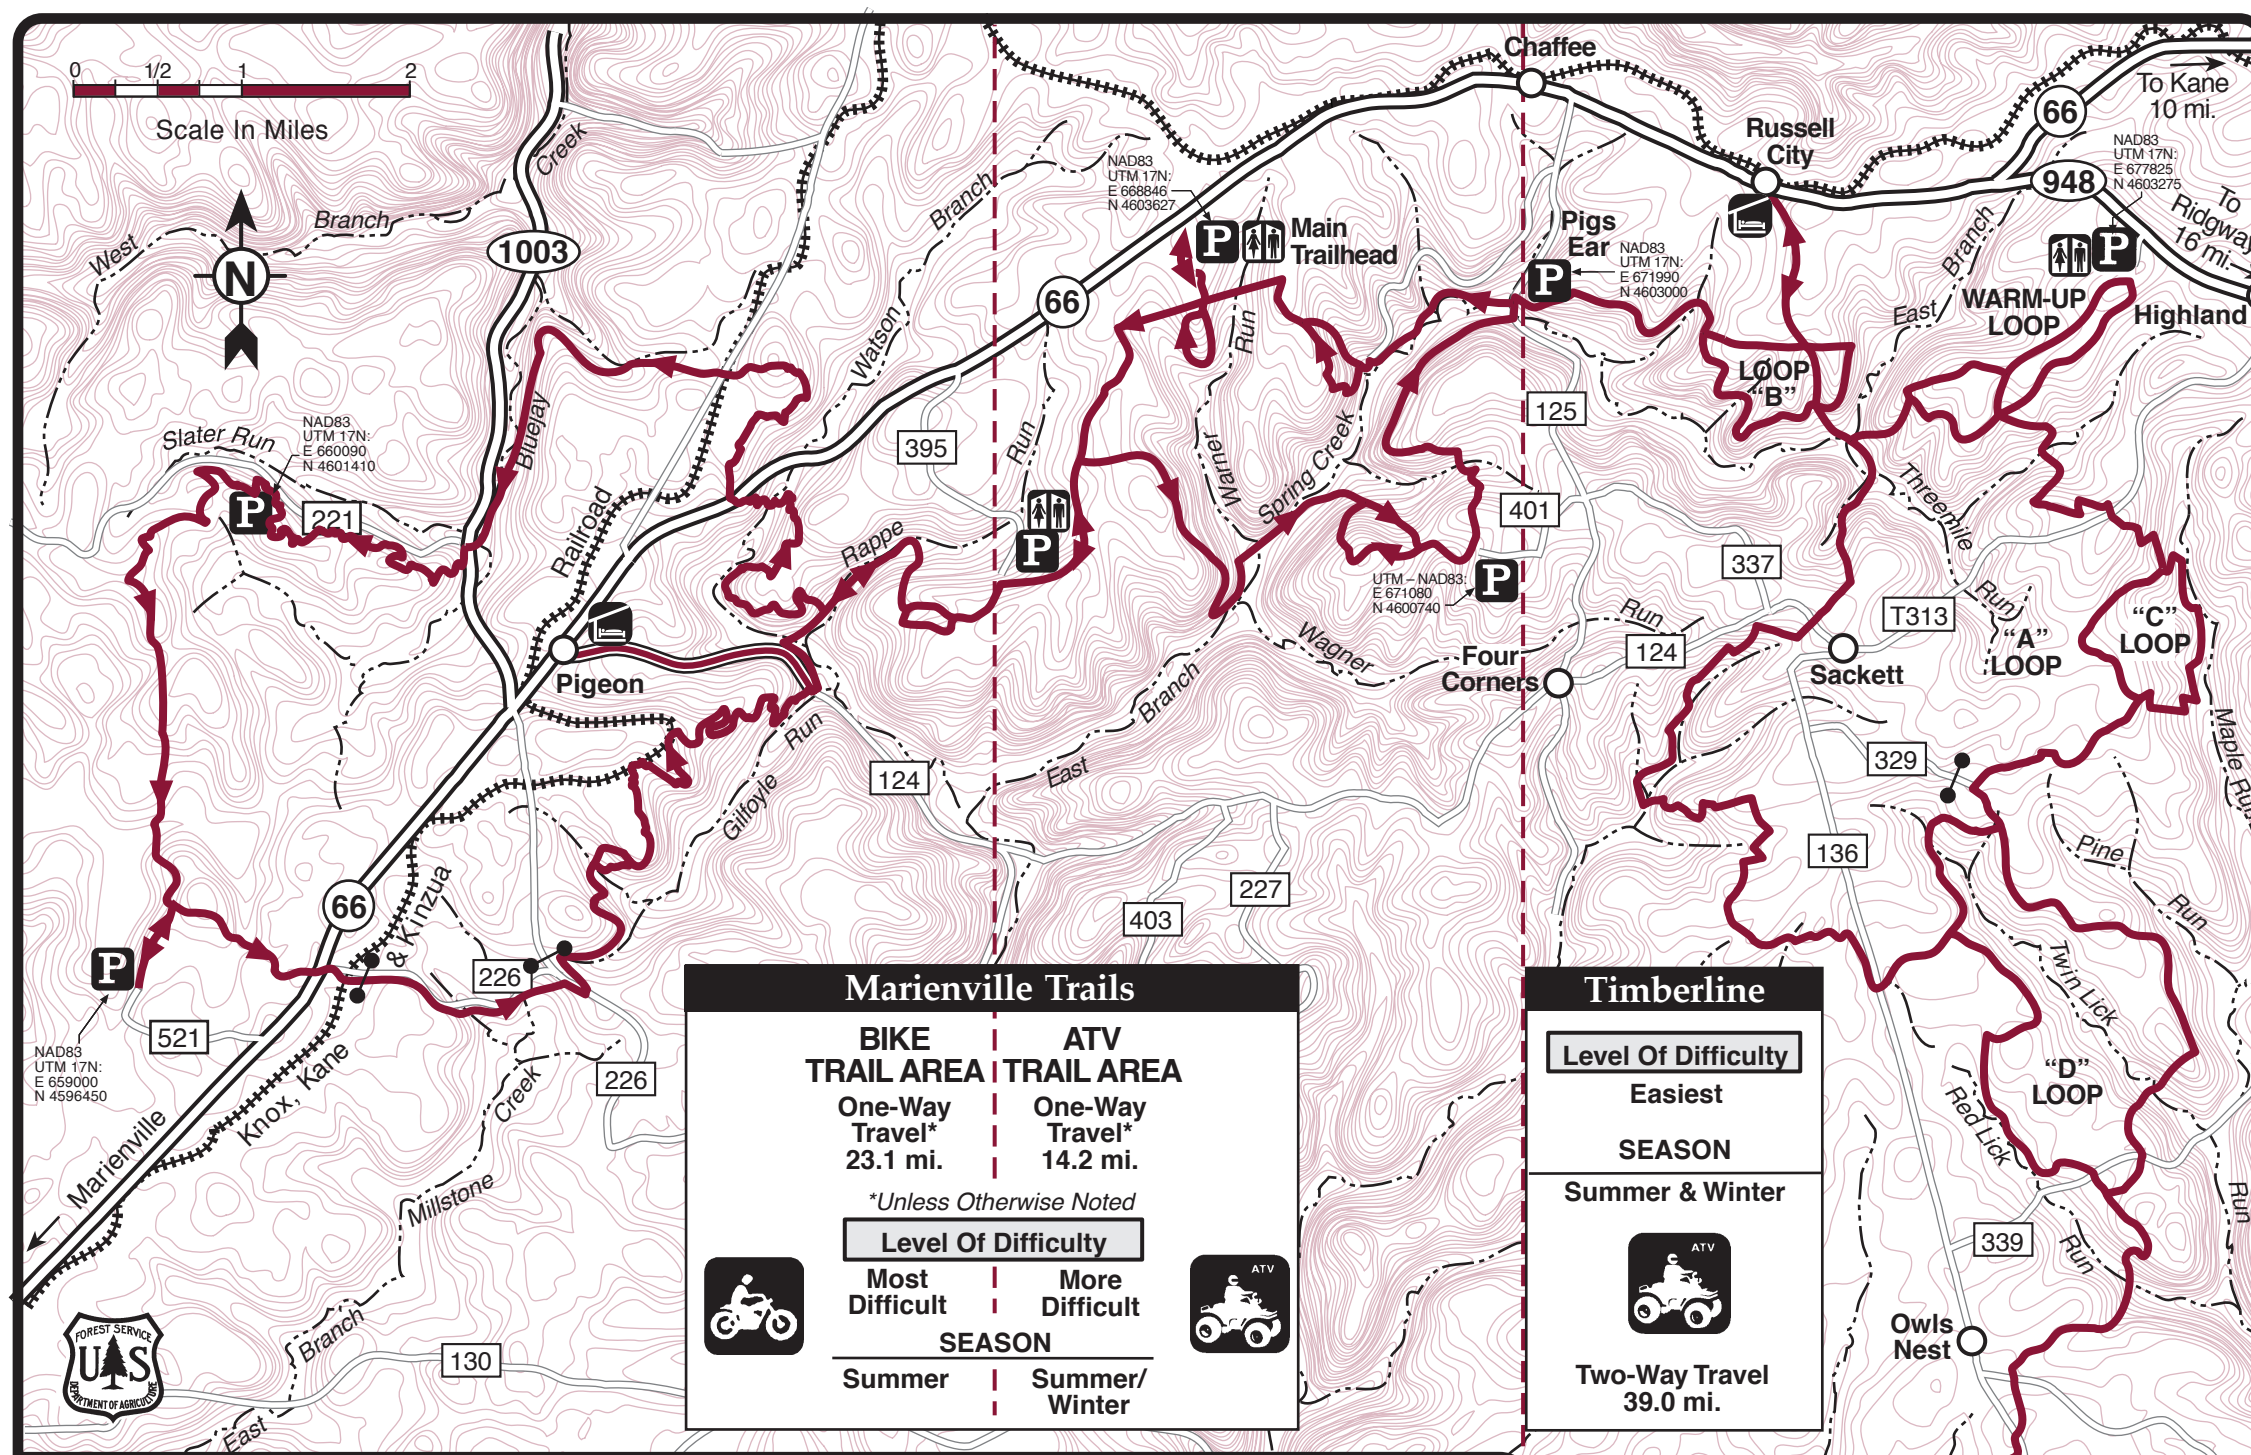 0 1/2 1 2
Scale In Miles
N
West
Branch
Creek
1003
Bluejay
Slater Run
NAD83
UTM 17N:
E 660090
N 4601410
P
221
Railroad
Pigeon
Watson
Branch
395
Rappe
Run
P
66
NAD83
UTM 17N:
E 668846
N 4603627
P
Main
Trailhead
Run
Warner
Spring Creek
Chaffee
Russell
City
Pigs
Ear
P
NAD83
UTM 17N:
E 671990
N 4603000
66
To Kane
10 mi.
948
NAD83
UTM 17N:
E 677825
N 4603275
To
Ridgway
16 mi.
P
Highland
WARM-UP
LOOP
East
Branch
LOOP
“B”
125
401
UTM – NAD83:
E 671080
N 4600740
P
337
Threemile
Run
T313
“A”
LOOP
“C”
LOOP
Run
Wagner
Four
Corners
124
Sackett
Maple Run
East
Branch
124
Gilfoyle
Run
66
& Kinzua
Knox, Kane
226
P
521
NAD83
UTM 17N:
E 659000
N 4596450
Marienville
226
Creek
Millstone
Branch
East
130
403
227
329
136
Pine
Run
Twin Lick
Run
“D”
LOOP
Red Lick
Run
339
Owls
Nest
FOREST SERVICE
U S
DEPARTMENT OF AGRICULTURE
Marienville Trails
BIKE
TRAIL AREA
One-Way
Travel*
23.1 mi.
ATV
TRAIL AREA
One-Way
Travel*
14.2 mi.
*Unless Otherwise Noted
Level Of Difficulty
Most
Difficult
More
Difficult
ATV
SEASON
Summer
Summer/
Winter
Timberline
Level Of Difficulty
Easiest
SEASON
Summer & Winter
ATV
Two-Way Travel
39.0 mi.